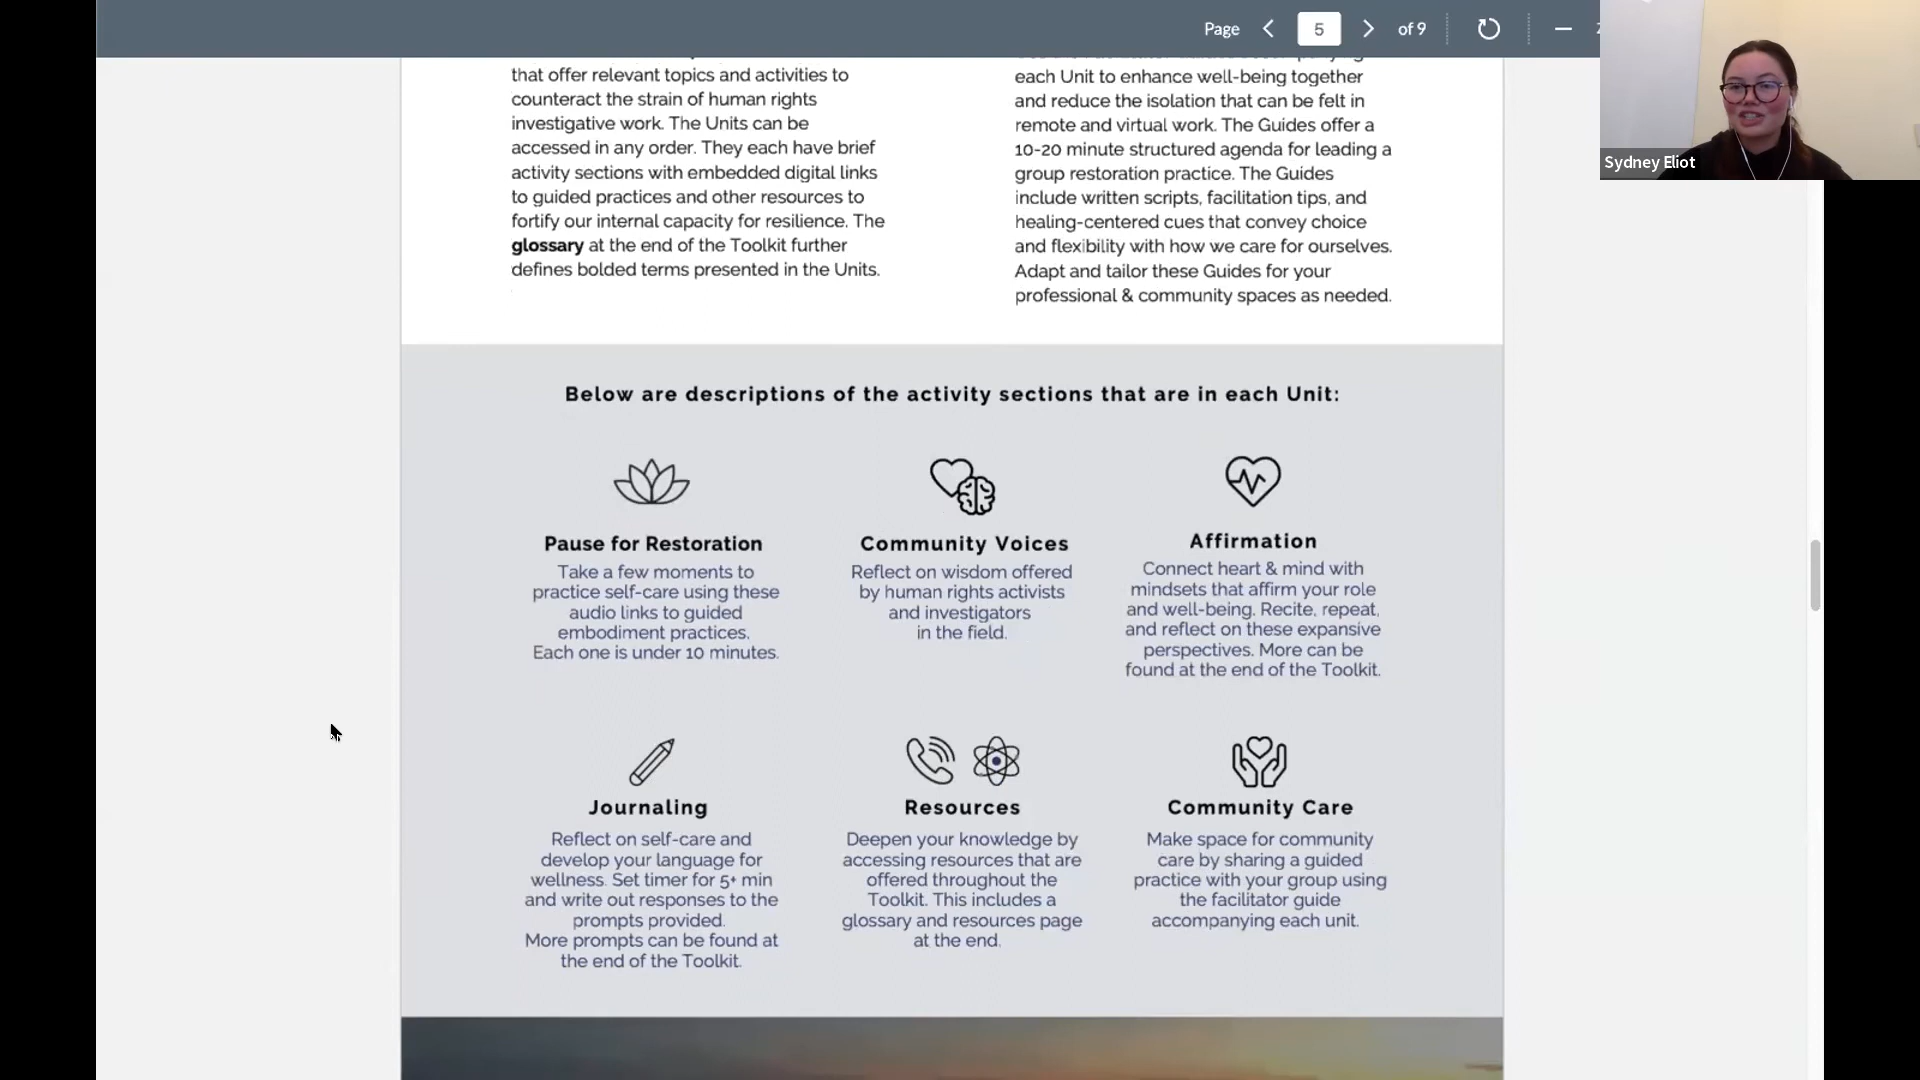 Page
5
of 9
Sydney Eliot
that offer relevant topics and activities to
counteract the strain of human rights
investigative work. The Units can be
accessed in any order. They each have brief
activity sections with embedded digital links
to guided practices and other resources to
fortify our internal capacity for resilience. The
glossary at the end of the Toolkit further
defines bolded terms presented in the Units.
each Unit to enhance well-being together
and reduce the isolation that can be felt in
remote and virtual work. The Guides offer a
10-20 minute structured agenda for leading a
group restoration practice. The Guides
include written scripts, facilitation tips, and
healing-centered cues that convey choice
and flexibility with how we care for ourselves.
Adapt and tailor these Guides for your
professional & community spaces as needed.
Below are descriptions of the activity sections that are in each Unit:
Pause for Restoration
Take a few moments to
practice self-care using these
audio links to guided
embodiment practices.
Each one is under 10 minutes.
Community Voices
Reflect on wisdom offered
by human rights activists
and investigators
in the field.
Affirmation
Connect heart & mind with
mindsets that affirm your role
and well-being. Recite, repeat,
and reflect on these expansive
perspectives. More can be
found at the end of the Toolkit.
Journaling
Reflect on self-care and
develop your language for
wellness. Set timer for 5+ min
and write out responses to the
prompts provided.
More prompts can be found at
the end of the Toolkit.
Resources
Deepen your knowledge by
accessing resources that are
offered throughout the
Toolkit. This includes a
glossary and resources page
at the end.
Community Care
Make space for community
care by sharing a guided
practice with your group using
the facilitator guide
accompanying each unit.